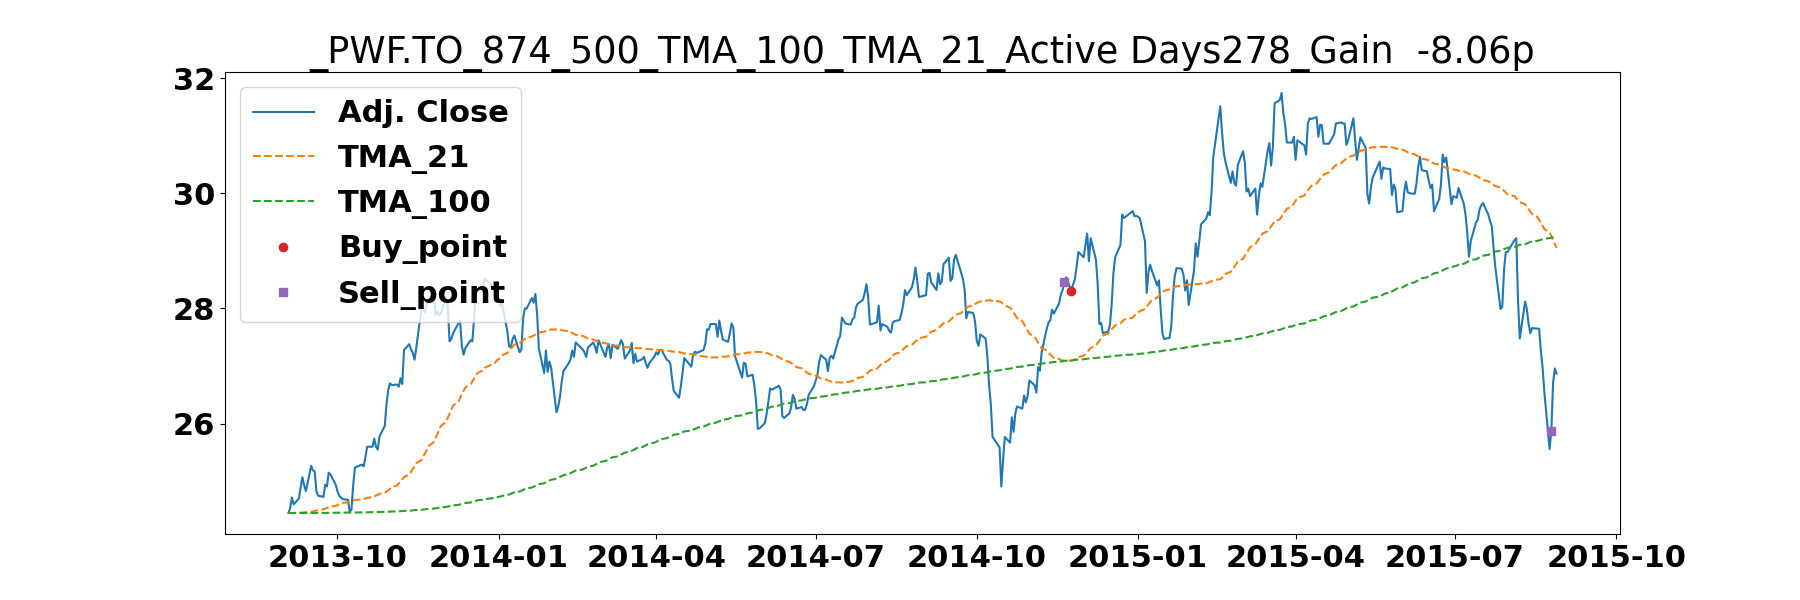 _PWF.TO_874_500_TMA_100_TMA_21_Active Days278_Gain  -8.06p
32
30
28
26
Adj. Close
TMA_21
TMA_100
Buy_point
Sell_point
2013-10 2014-01 2014-04 2014-07 2014-10 2015-01 2015-04 2015-07 2015-10